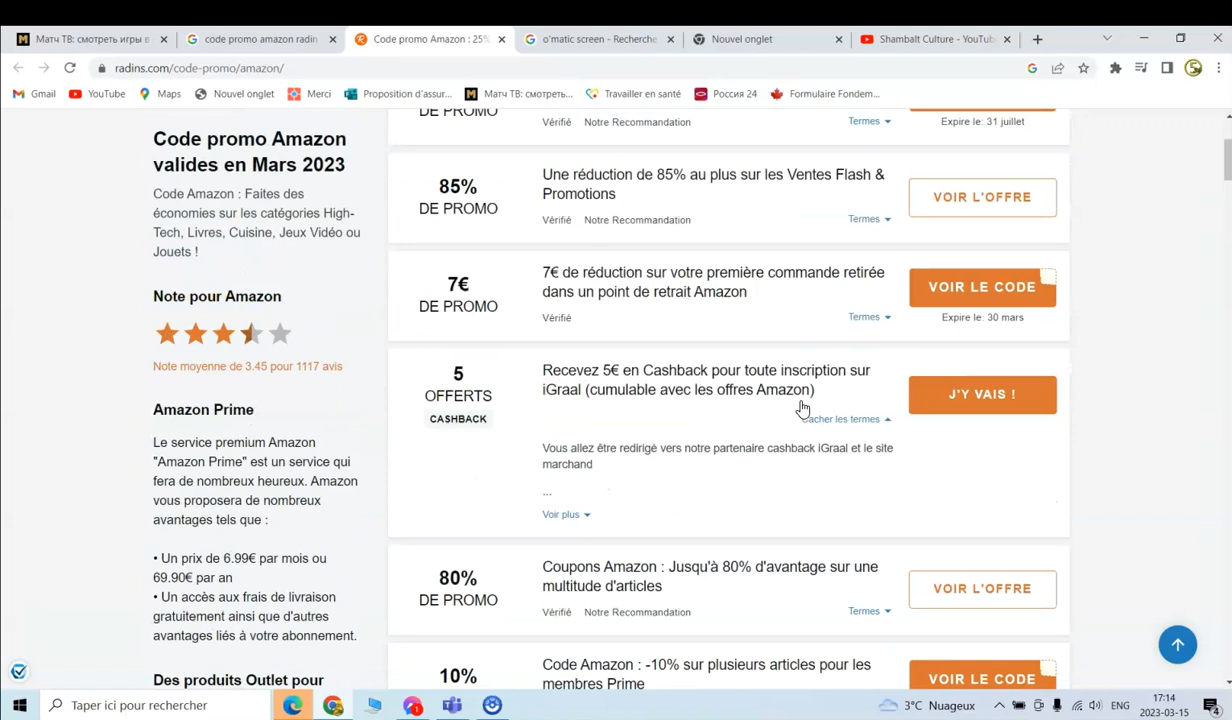 Матч ТВ: смотреть игры в
code promo amazon radin
Code promo Amazon : 25%
o'matic screen - Recherche
Nouvel onglet
Shambalt Culture - YouTube
radins.com/code-promo/amazon/
Gmail
YouTube
Maps
Nouvel onglet
Merci
Proposition d'assur...
Матч ТВ: смотреть...
Travailler en santé
Россия 24
Formulaire Fondem...
Code promo Amazon
valides en Mars 2023
Code Amazon : Faites des
économies sur les catégories High-
Tech, Livres, Cuisine, Jeux Vidéo ou
Jouets !
Note pour Amazon
Note moyenne de 3.45 pour 1117 avis
Amazon Prime
Le service premium Amazon
"Amazon Prime" est un service qui
fera de nombreux heureux. Amazon
vous proposera de nombreux
avantages tels que :
• Un prix de 6.99€ par mois ou
69.90€ par an
• Un accès aux frais de livraison
gratuitement ainsi que d'autres
avantages liés à votre abonnement.
Des produits Outlet pour
DE PROMO
Vérifié Notre Recommandation
Termes
Expire le: 31 juillet
85%
DE PROMO
Une réduction de 85% au plus sur les Ventes Flash &
Promotions
Vérifié Notre Recommandation
Termes
VOIR L'OFFRE
7€
DE PROMO
7€ de réduction sur votre première commande retirée
dans un point de retrait Amazon
Vérifié
Termes
VOIR LE CODE
Expire le: 30 mars
5
OFFERTS
CASHBACK
Recevez 5€ en Cashback pour toute inscription sur
iGraal (cumulable avec les offres Amazon)
Cacher les termes
J'Y VAIS !
Vous allez être redirigé vers notre partenaire cashback iGraal et le site
marchand
...
Voir plus
80%
DE PROMO
Coupons Amazon : Jusqu'à 80% d'avantage sur une
multitude d'articles
Vérifié Notre Recommandation
Termes
VOIR L'OFFRE
10%
Code Amazon : -10% sur plusieurs articles pour les
membres Prime
VOIR LE CODE
Taper ici pour rechercher
3°C Nuageux
ENG
17:14
2023-03-15
4